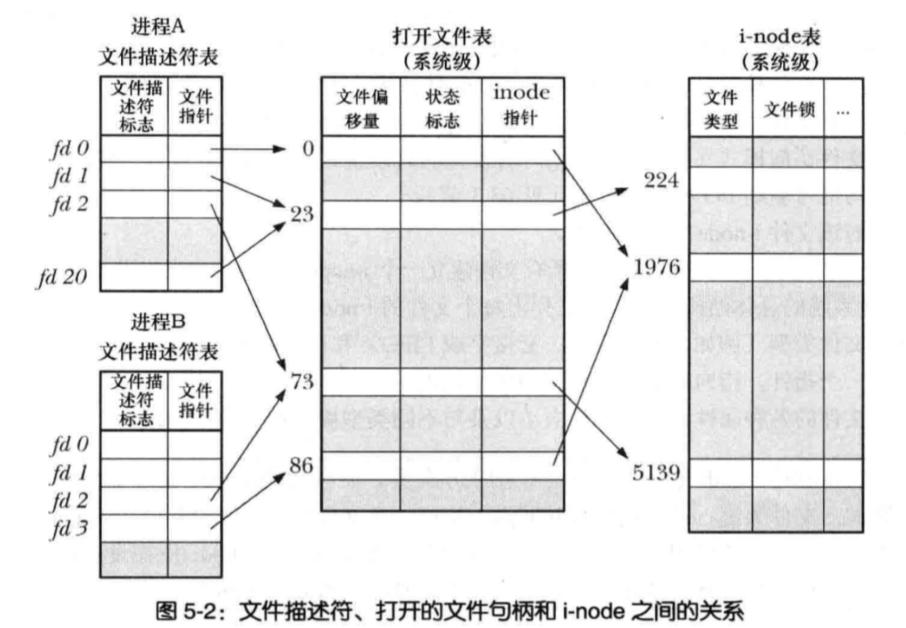 进程A
文件描述符表
文件描
述符
标志
文件
指针
fd 0
fd 1
fd 2
fd 20
进程B
文件描述符表
文件描
述符
标志
文件
指针
fd 0
fd 1
fd 2
fd 3
打开文件表
(系统级)
文件偏
移量
状态
标志
inode
指针
0
23
73
86
i-node表
(系统级)
文件
类型
文件锁
...
224
1976
5139
图 5-2：文件描述符、打开的文件句柄和 i-node 之间的关系